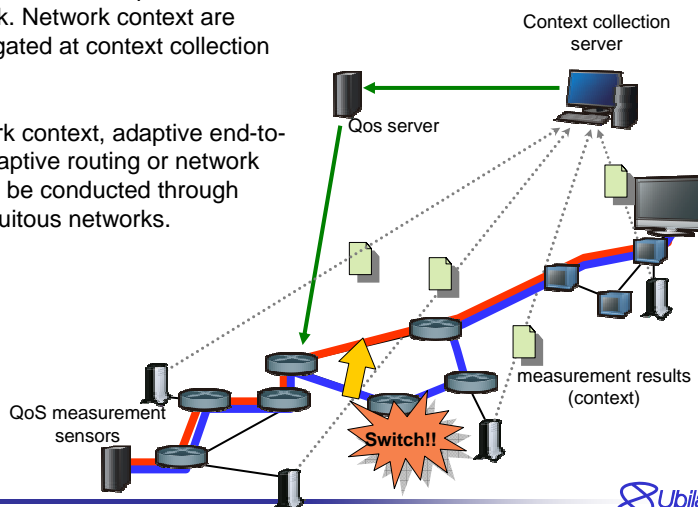 k. Network context are
gated at context collection
rk context, adaptive end-to-
aptive routing or network
be conducted through
uitous networks.
Context collection
server
Qos server
measurement results
(context)
QoS measurement
sensors
Switch!!
Ubila